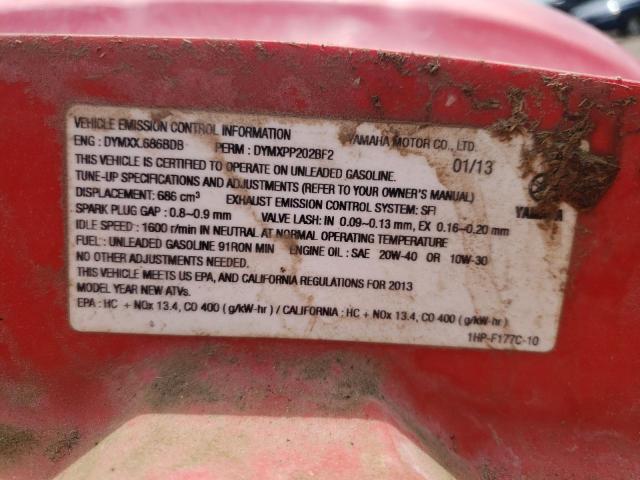 VEHICLE EMISSION CONTROL INFORMATION YAMAHA MOTOR CO., LTD.
ENG : DYMXX.686BDB PERM : DYMXPP202BF2
01/13
THIS VEHICLE IS CERTIFIED TO OPERATE ON UNLEADED GASOLINE.
TUNE-UP SPECIFICATIONS AND ADJUSTMENTS (REFER TO YOUR OWNER'S MANUAL)
DISPLACEMENT: 686 cm³ EXHAUST EMISSION CONTROL SYSTEM: SFI
SPARK PLUG GAP : 0.8~0.9 mm VALVE LASH: IN 0.09~0.13 mm, EX 0.16~0.20 mm
YAMAHA
IDLE SPEED : 1600 r/min IN NEUTRAL AT NORMAL OPERATING TEMPERATURE
FUEL : UNLEADED GASOLINE 91RON MIN ENGINE OIL : SAE 20W-40 OR 10W-30
NO OTHER ADJUSTMENTS NEEDED.
THIS VEHICLE MEETS US EPA, AND CALIFORNIA REGULATIONS FOR 2013
MODEL YEAR NEW ATVs.
EPA : HC + NOx 13.4, CO 400 ( g/kW-hr ) / CALIFORNIA : HC + NOx 13.4, CO 400 ( g/kW-hr )
1HP-F177C-10